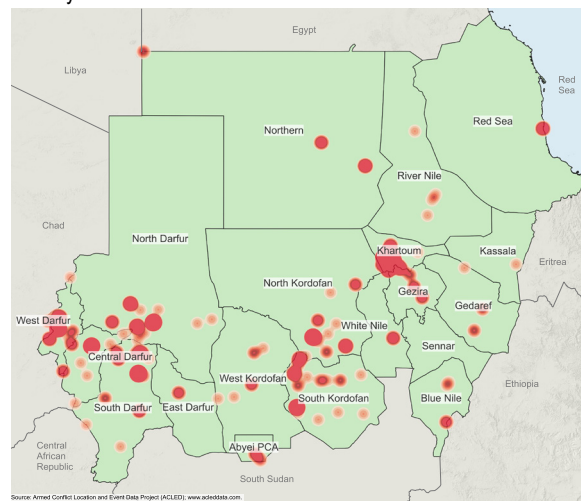 Egypt
Libya
Red
Sea
Northern
Red Sea
River Nile
Chad
North Darfur
Khartoum
Kassala
Eritrea
North Kordofan
Gezira
Gedaref
West Darfur
White Nile
Central Darfur
Sennar
West Kordofan
Ethiopia
South Darfur
East Darfur
South Kordofan
Blue Nile
Central
African
Republic
Abyei PCA
South Sudan
Source: Armed Conflict Location and Event Data Project (ACLED); www.acleddata.com.